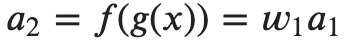 a₂ = f(g(x)) = w₁a₁